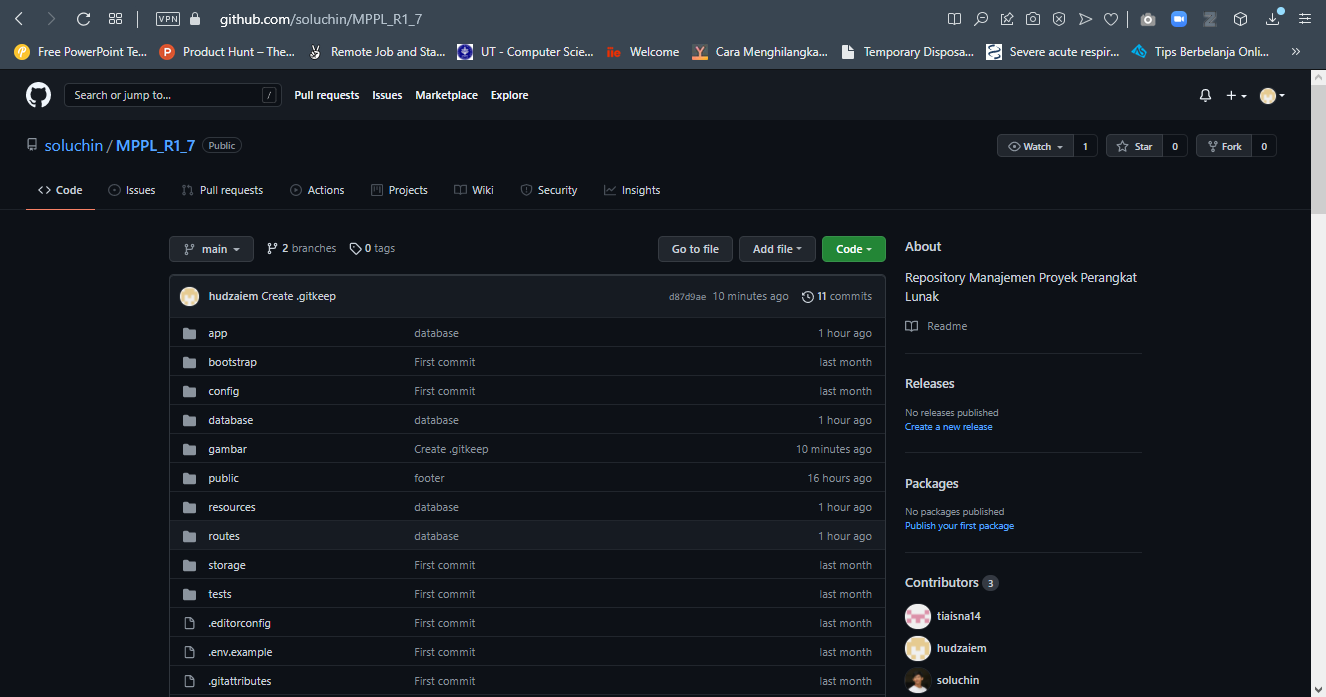 VPN github.com/soluchin/MPPL_R1_7
Free PowerPoint Te... Product Hunt – The... Remote Job and Sta... UT - Computer Scie... Welcome Cara Menghilangka... Temporary Disposa... Severe acute respir... Tips Berbelanja Onli... »
Search or jump to... / Pull requests Issues Marketplace Explore
soluchin / MPPL_R1_7 Public Watch 1 Star 0 Fork 0
Code Issues Pull requests Actions Projects Wiki Security Insights
main 2 branches 0 tags Go to file Add file Code
hudzaiem Create .gitkeep d87d9ae 10 minutes ago 11 commits
app database 1 hour ago
bootstrap First commit last month
config First commit last month
database database 1 hour ago
gambar Create .gitkeep 10 minutes ago
public footer 16 hours ago
resources database 1 hour ago
routes database 1 hour ago
storage First commit last month
tests First commit last month
.editorconfig First commit last month
.env.example First commit last month
.gitattributes First commit last month
About
Repository Manajemen Proyek Perangkat
Lunak
Readme
Releases
No releases published
Create a new release
Packages
No packages published
Publish your first package
Contributors 3
tiaisna14
hudzaiem
soluchin